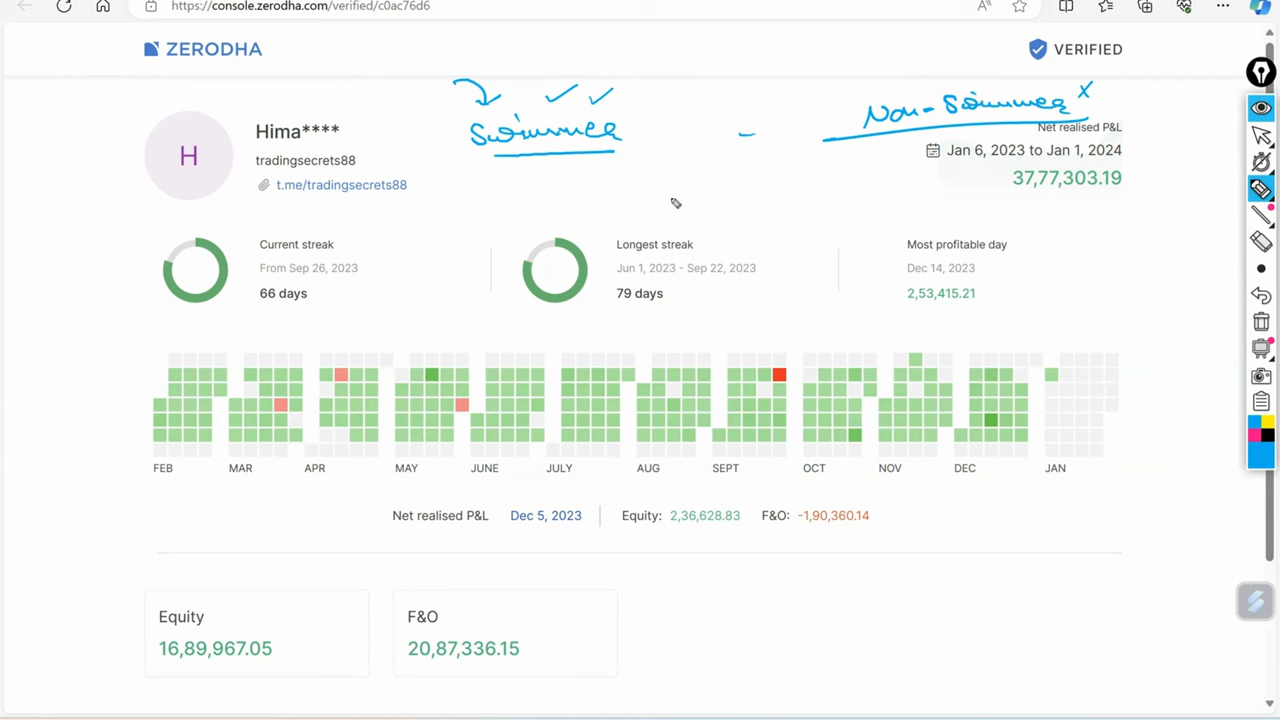 https://console.zerodha.com/verified/c0ac76d6
ZERODHA
VERIFIED
Swimmer - Non-Swimmer
Hima****
tradingsecrets88
t.me/tradingsecrets88
Net realised P&L
Jan 6, 2023 to Jan 1, 2024
37,77,303.19
Current streak
From Sep 26, 2023
66 days
Longest streak
Jun 1, 2023 - Sep 22, 2023
79 days
Most profitable day
Dec 14, 2023
2,53,415.21
FEB MAR APR MAY JUNE JULY AUG SEPT OCT NOV DEC JAN
Net realised P&L Dec 5, 2023 Equity: 2,36,628.83 F&O: -1,90,360.14
Equity
16,89,967.05
F&O
20,87,336.15